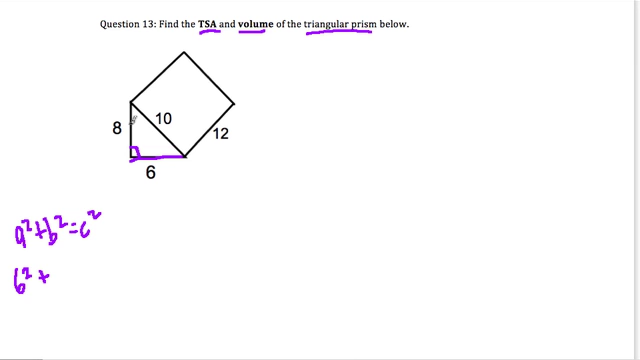 Question 13: Find the TSA and volume of the triangular prism below.
10
8
12
6
a² + b² = c²
6² +